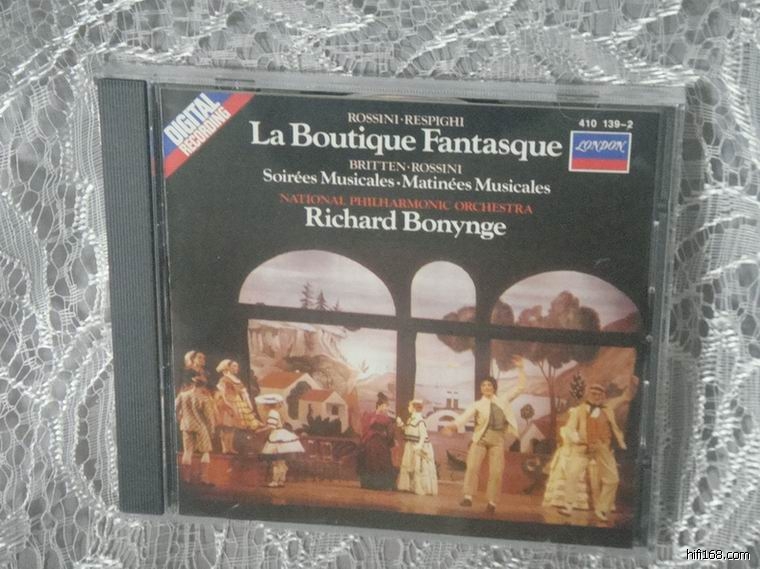 DIGITAL
RECORDING
ROSSINI·RESPIGHI
La Boutique Fantasque
BRITTEN·ROSSINI
Soirées Musicales·Matinées Musicales
NATIONAL PHILHARMONIC ORCHESTRA
Richard Bonynge
410 139-2
LONDON
hifi168.com